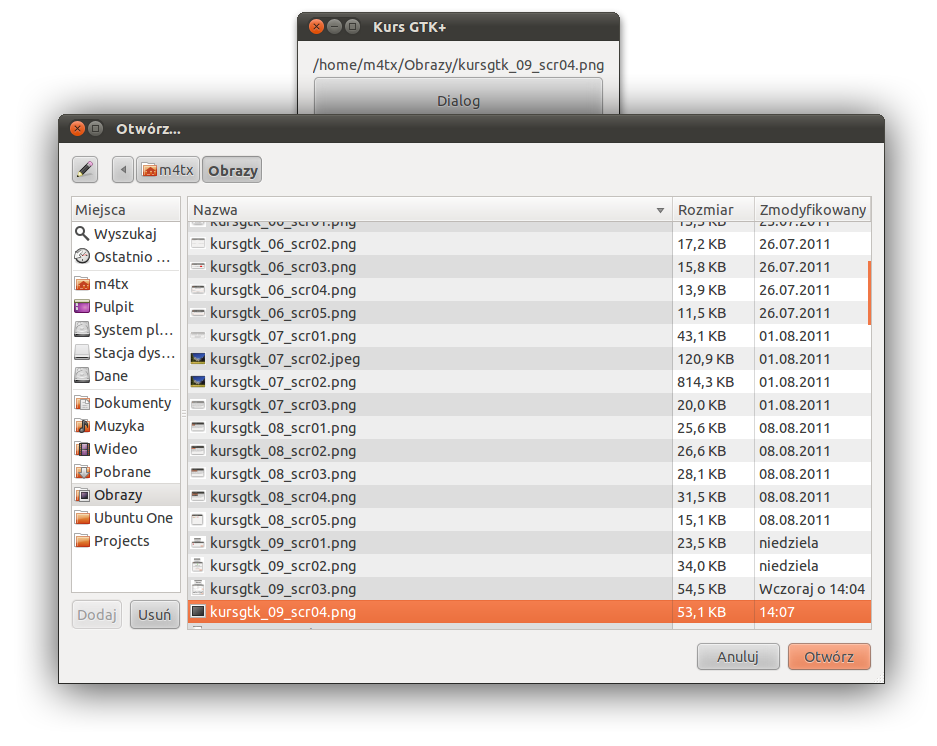 Kurs GTK+
/home/m4tx/Obrazy/kursgtk_09_scr04.png
Dialog
Otwórz...
m4tx Obrazy
Miejsca
Wyszukaj
Ostatnio ...
m4tx
Pulpit
System pl...
Stacja dys...
Dane
Dokumenty
Muzyka
Wideo
Pobrane
Obrazy
Ubuntu One
Projects
Dodaj Usuń
Nazwa Rozmiar Zmodyfikowany
kursgtk_06_scr02.png 17,2 KB 26.07.2011
kursgtk_06_scr03.png 15,8 KB 26.07.2011
kursgtk_06_scr04.png 13,9 KB 26.07.2011
kursgtk_06_scr05.png 11,5 KB 26.07.2011
kursgtk_07_scr01.png 43,1 KB 01.08.2011
kursgtk_07_scr02.jpeg 120,9 KB 01.08.2011
kursgtk_07_scr02.png 814,3 KB 01.08.2011
kursgtk_07_scr03.png 20,0 KB 01.08.2011
kursgtk_08_scr01.png 25,6 KB 08.08.2011
kursgtk_08_scr02.png 26,6 KB 08.08.2011
kursgtk_08_scr03.png 28,1 KB 08.08.2011
kursgtk_08_scr04.png 31,5 KB 08.08.2011
kursgtk_08_scr05.png 15,1 KB 08.08.2011
kursgtk_09_scr01.png 23,5 KB niedziela
kursgtk_09_scr02.png 34,0 KB niedziela
kursgtk_09_scr03.png 54,5 KB Wczoraj o 14:04
kursgtk_09_scr04.png 53,1 KB 14:07
Anuluj Otwórz